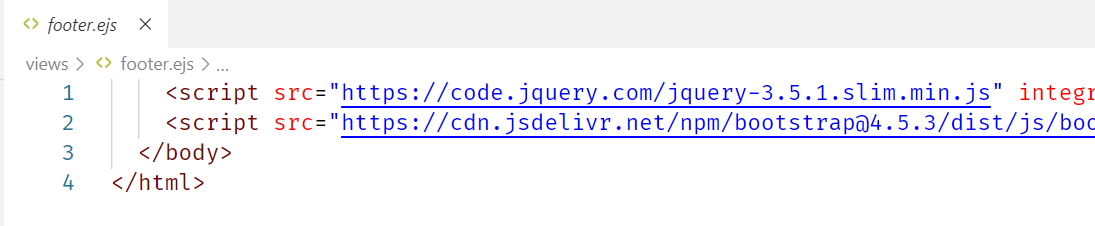 <> footer.ejs ×
views > <> footer.ejs > ...
1 <script src="https://code.jquery.com/jquery-3.5.1.slim.min.js" integr
2 <script src="https://cdn.jsdelivr.net/npm/bootstrap@4.5.3/dist/js/boo
3 </body>
4 </html>